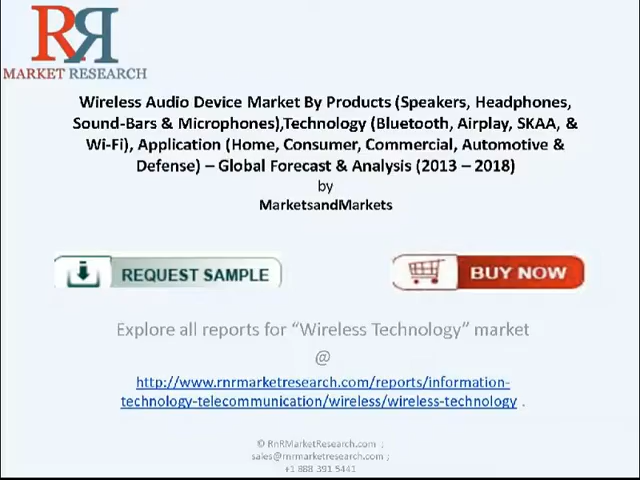 RR
MARKET RESEARCH
Wireless Audio Device Market By Products (Speakers, Headphones,
Sound-Bars & Microphones),Technology (Bluetooth, Airplay, SKAA, &
Wi-Fi), Application (Home, Consumer, Commercial, Automotive &
Defense) – Global Forecast & Analysis (2013 – 2018)
by
MarketsandMarkets
REQUEST SAMPLE
BUY NOW
Explore all reports for “Wireless Technology” market
@
http://www.rnrmarketresearch.com/reports/information-
technology-telecommunication/wireless/wireless-technology .
© RnRMarketResearch.com ;
sales@rnrmarketresearch.com ;
+1 888 391 5441